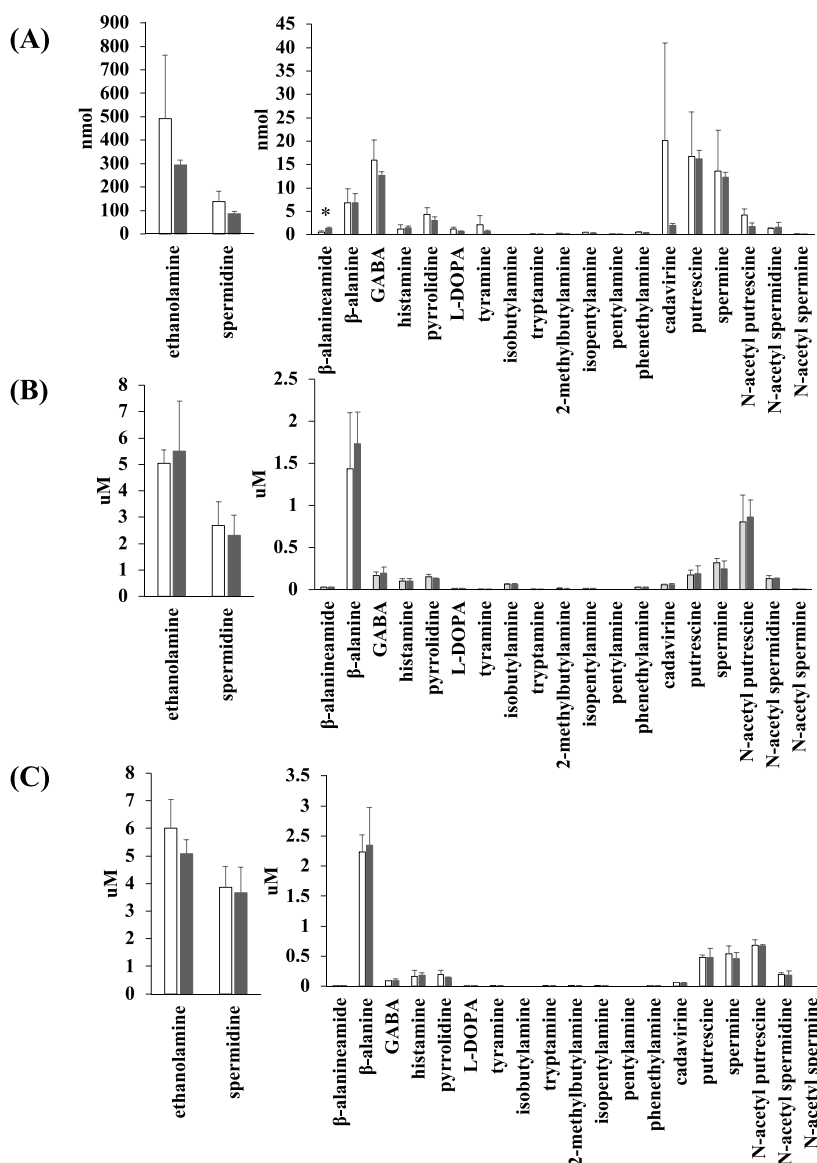 (A)
900
800
700
600
500
400
300
200
100
0
nmol
ethanolamine
spermidine
45
40
35
30
25
20
15
10
5
0
nmol
*
β-alanineamide
β-alanine
GABA
histamine
pyrrolidine
L-DOPA
tyramine
isobutylamine
tryptamine
2-methylbutylamine
isopentylamine
pentylamine
phenethylamine
cadavirine
putrescine
spermine
N-acetyl putrescine
N-acetyl spermidine
N-acetyl spermine
(B)
8
7
6
5
4
3
2
1
0
uM
ethanolamine
spermidine
2.5
2
1.5
1
0.5
0
uM
β-alanineamide
β-alanine
GABA
histamine
pyrrolidine
L-DOPA
tyramine
isobutylamine
tryptamine
2-methylbutylamine
isopentylamine
pentylamine
phenethylamine
cadavirine
putrescine
spermine
N-acetyl putrescine
N-acetyl spermidine
N-acetyl spermine
(C)
8
7
6
5
4
3
2
1
0
uM
ethanolamine
spermidine
3.5
3
2.5
2
1.5
1
0.5
0
uM
β-alanineamide
β-alanine
GABA
histamine
pyrrolidine
L-DOPA
tyramine
isobutylamine
tryptamine
2-methylbutylamine
isopentylamine
pentylamine
phenethylamine
cadavirine
putrescine
spermine
N-acetyl putrescine
N-acetyl spermidine
N-acetyl spermine